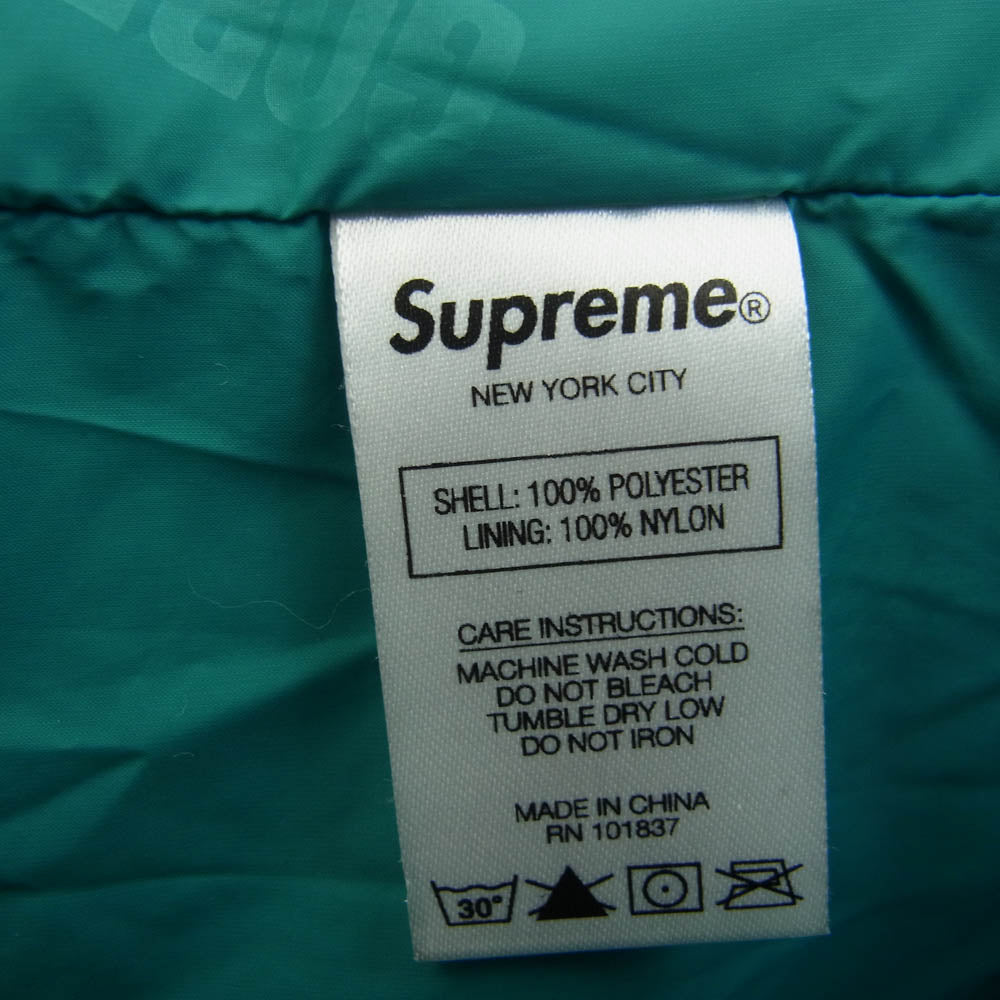 Supreme®
NEW YORK CITY
SHELL: 100% POLYESTER
LINING: 100% NYLON
CARE INSTRUCTIONS:
MACHINE WASH COLD
DO NOT BLEACH
TUMBLE DRY LOW
DO NOT IRON
MADE IN CHINA
RN 101837
30°